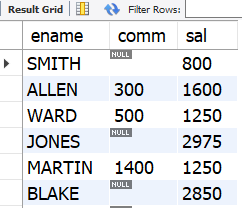 Result Grid Filter Rows:
ename comm sal
SMITH NULL 800
ALLEN 300 1600
WARD 500 1250
JONES NULL 2975
MARTIN 1400 1250
BLAKE NULL 2850